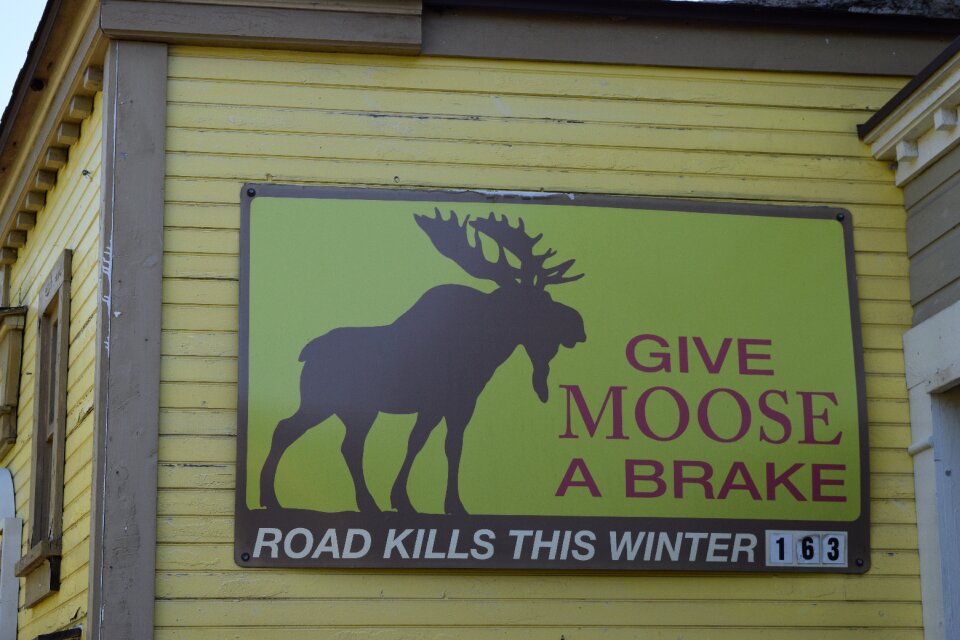 GIVE
MOOSE
A BRAKE
ROAD KILLS THIS WINTER 163